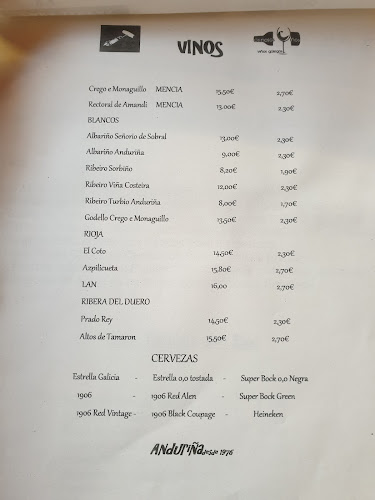 VINOS
viños galegos
Crego e Monaguillo MENCIA 15,50€ 2,70€
Rectoral de Amandi MENCIA 13,00€ 2,30€
BLANCOS
Albariño Señorio de Sobral 13,00€ 2,30€
Albariño Anduriña 9,00€ 2,30€
Ribeiro Sorbiño 8,20€ 1,90€
Ribeiro Viña Costeira 12,00€ 2,30€
Ribeiro Turbio Anduriña 8,00€ 1,70€
Godello Crego e Monaguillo 13,50€ 2,30€
RIOJA
El Coto 14,50€ 2,30€
Azpilicueta 15,80€ 2,70€
LAN 16,00 2,70€
RIBERA DEL DUERO
Prado Rey 14,50€ 2,30€
Altos de Tamaron 15,50€ 2,70€
CERVEZAS
Estrella Galicia - Estrella 0,0 tostada - Super Bock 0,0 Negra
1906 - 1906 Red Alen - Super Bock Green
1906 Red Vintage - 1906 Black Coupage - Heineken
ANDURIÑA desde 1976